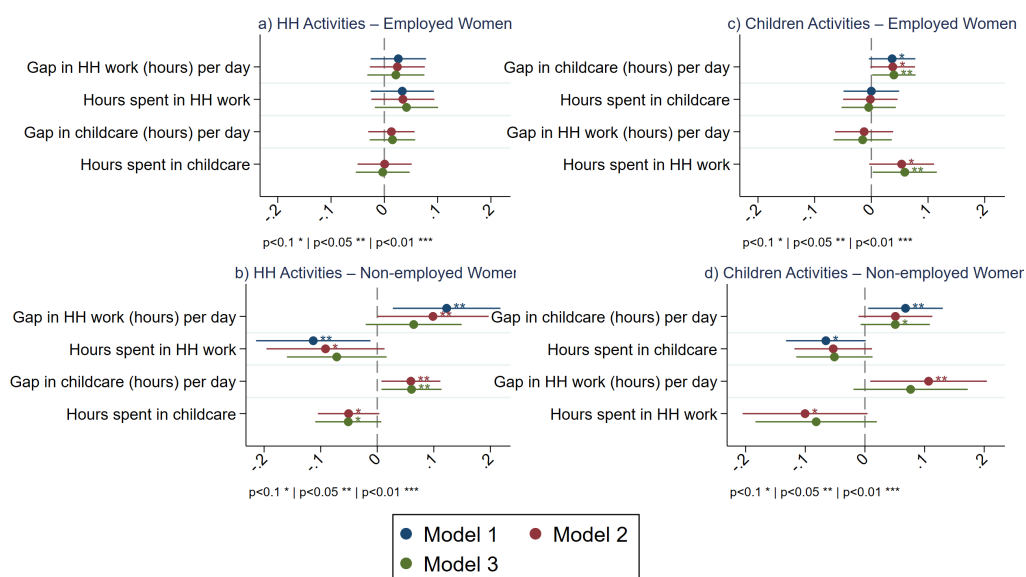 a) HH Activities – Employed Women
Gap in HH work (hours) per day
Hours spent in HH work
Gap in childcare (hours) per day
Hours spent in childcare
-.2 -.1 0 .1 .2
p<0.1 * | p<0.05 ** | p<0.01 ***
c) Children Activities – Employed Women
Gap in childcare (hours) per day
Hours spent in childcare
Gap in HH work (hours) per day
Hours spent in HH work
*
*
**
*
**
-.2 -.1 0 .1 .2
p<0.1 * | p<0.05 ** | p<0.01 ***
b) HH Activities – Non-employed Women
Gap in HH work (hours) per day
Hours spent in HH work
Gap in childcare (hours) per day
Hours spent in childcare
**
**
**
*
**
**
*
*
-.2 -.1 0 .1 .2
p<0.1 * | p<0.05 ** | p<0.01 ***
d) Children Activities – Non-employed Women
Gap in childcare (hours) per day
Hours spent in childcare
Gap in HH work (hours) per day
Hours spent in HH work
**
*
*
**
*
-.2 -.1 0 .1 .2
p<0.1 * | p<0.05 ** | p<0.01 ***
Model 1 Model 2
Model 3